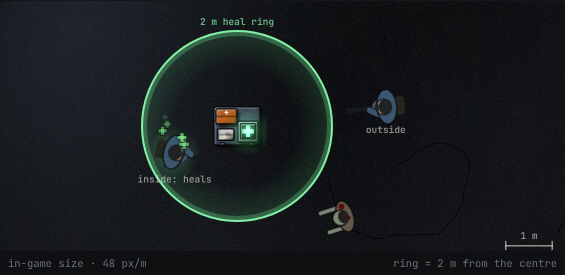 2 m heal ring
outside
inside: heals
1 m
in-game size · 48 px/m
ring = 2 m from the centre